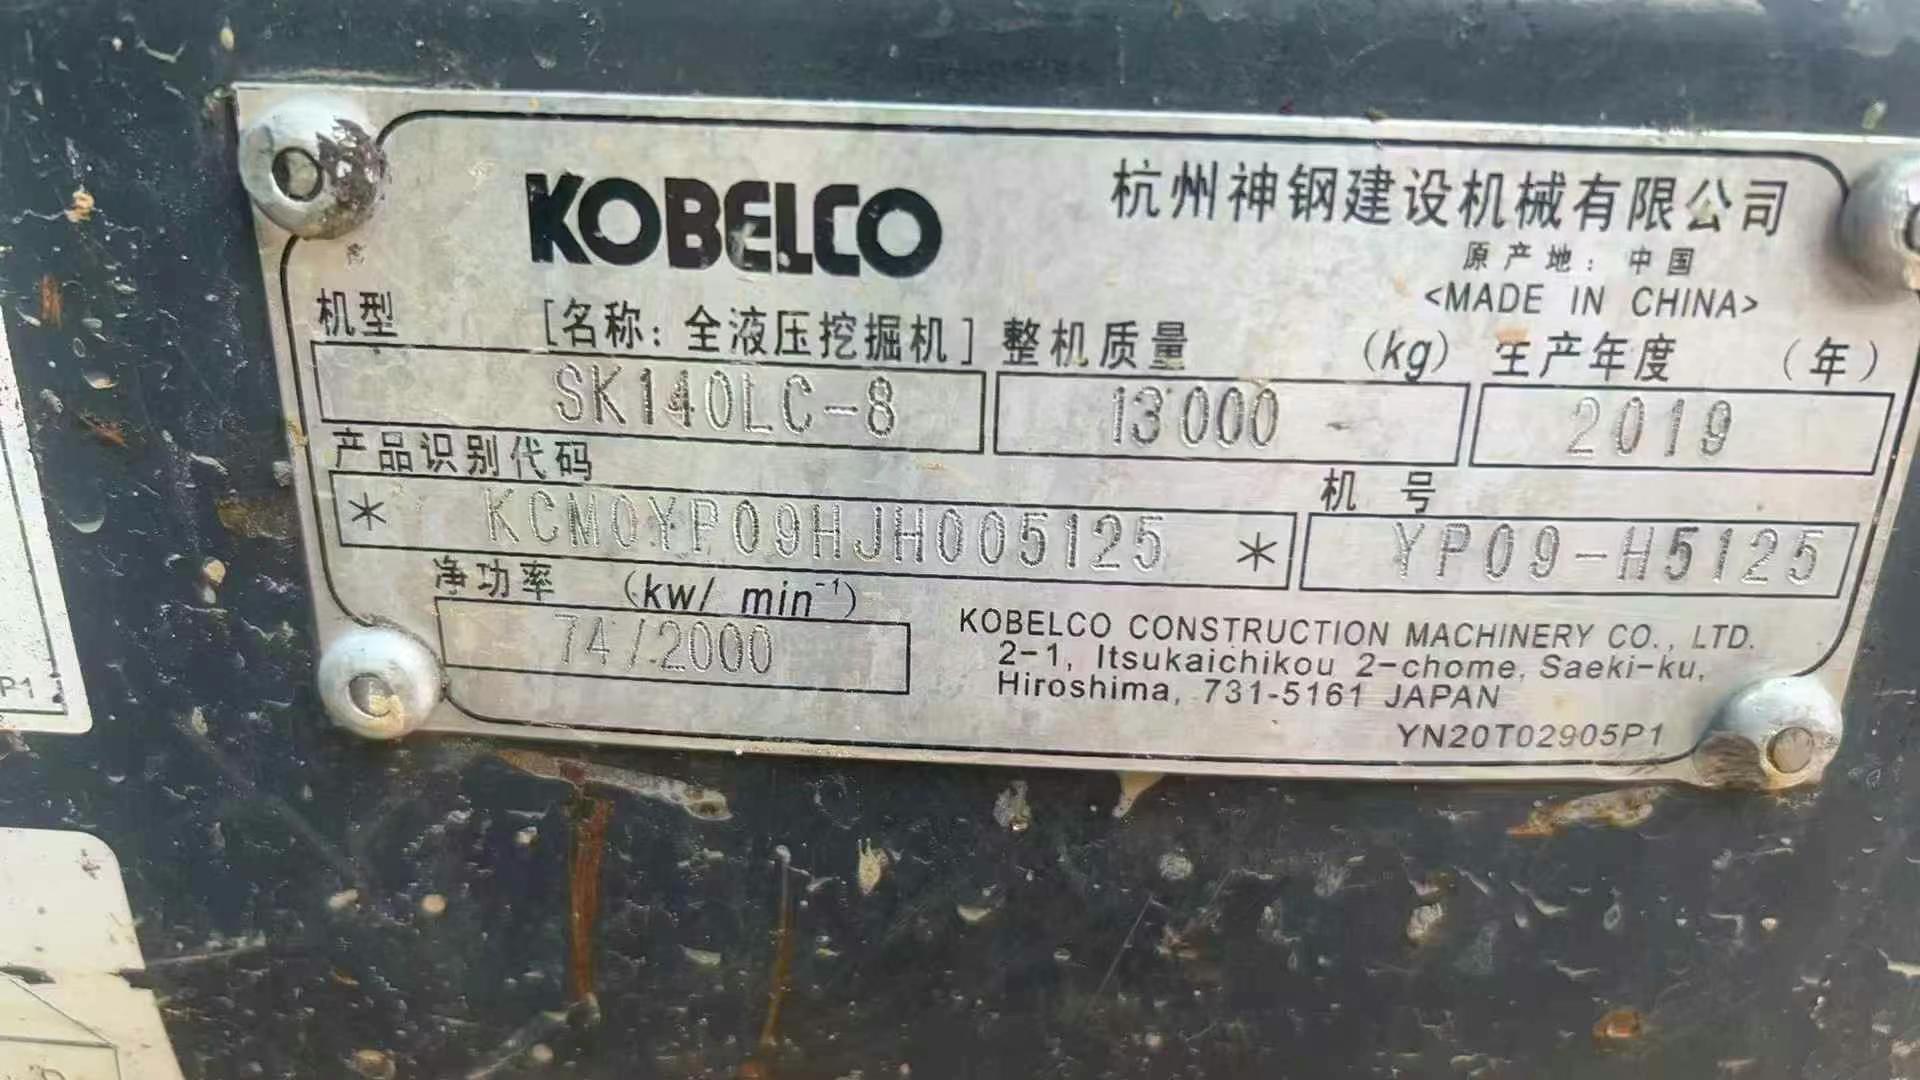 KOBELCO
杭州神钢建设机械有限公司
原产地：中国
<MADE IN CHINA>
机型 [名称：全液压挖掘机] 整机质量 (kg) 生产年度 (年)
SK140LC-8 13000 2019
产品识别代码 机号
* KCM0YP09HJH005125 * YP09-H5125
净功率 (kw/ min⁻¹)
74/2000
KOBELCO CONSTRUCTION MACHINERY CO., LTD.
2-1, Itsukaichikou 2-chome, Saeki-ku,
Hiroshima, 731-5161 JAPAN
YN20T02905P1
P1